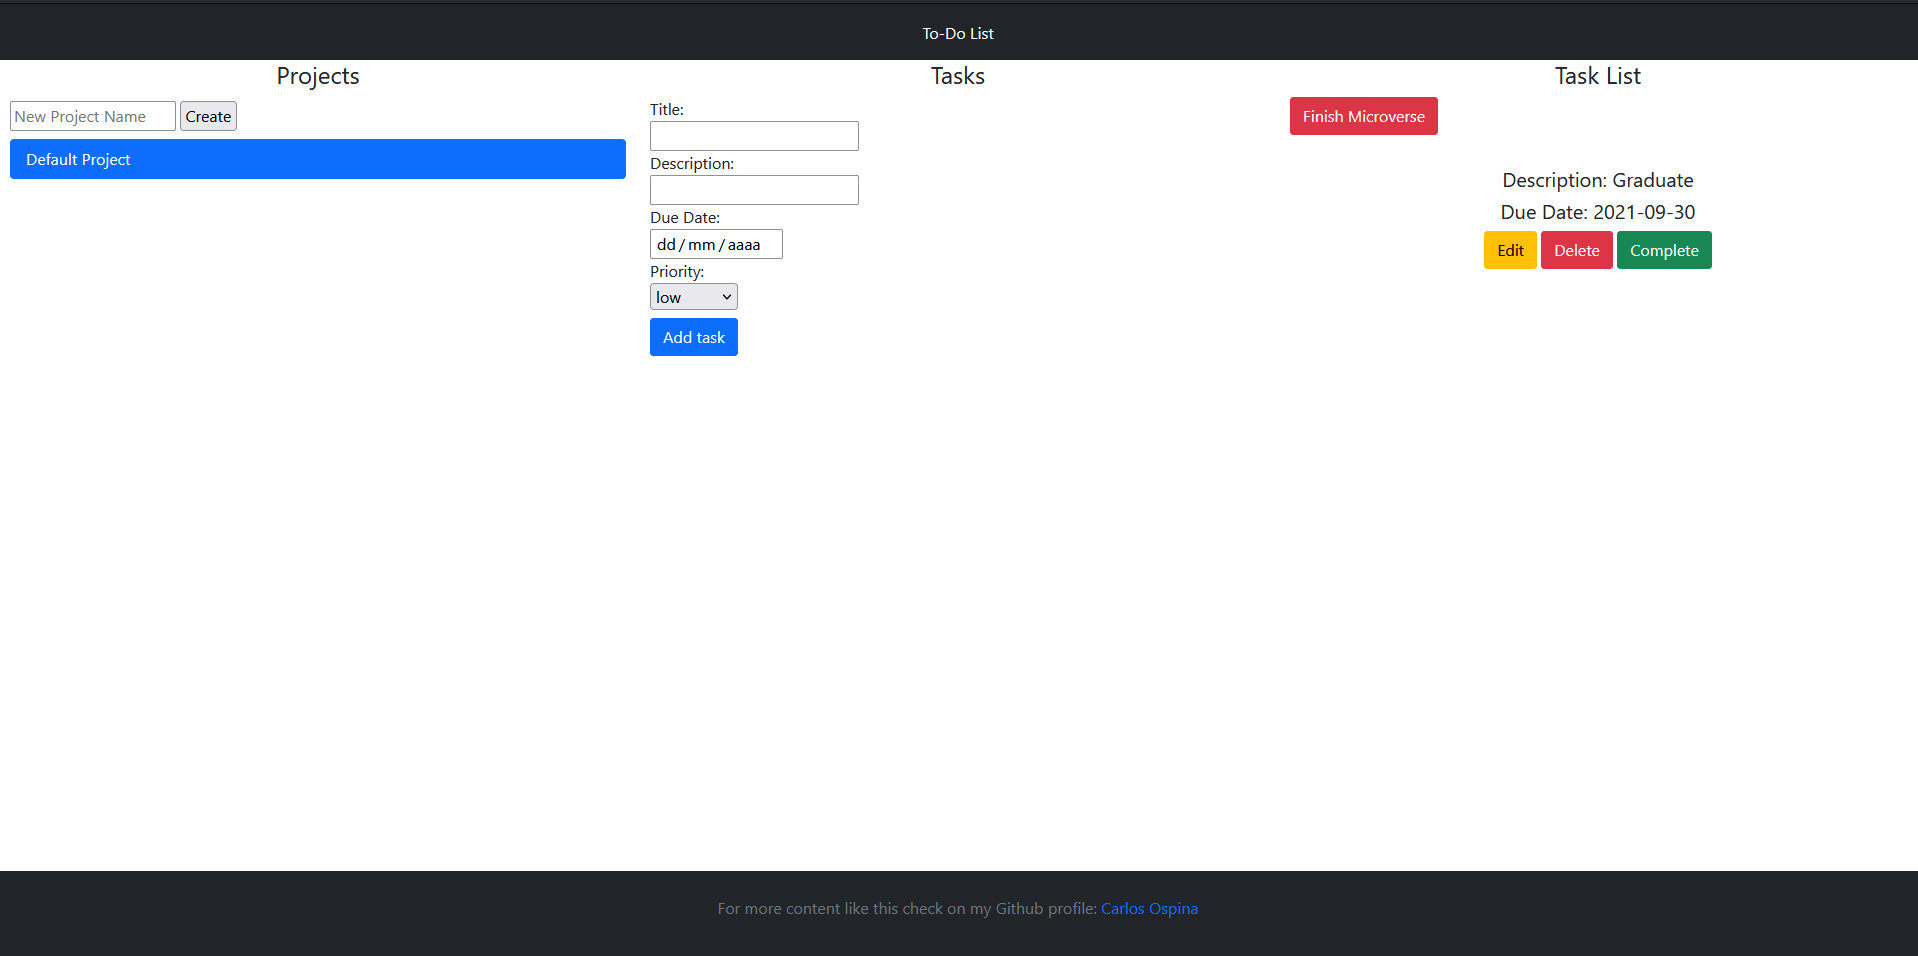 To-Do List
Projects
New Project Name Create
Default Project
Tasks
Title:
Description:
Due Date:
dd/mm/aaaa
Priority:
low
Add task
Task List
Finish Microverse
Description: Graduate
Due Date: 2021-09-30
Edit Delete Complete
For more content like this check on my Github profile: Carlos Ospina